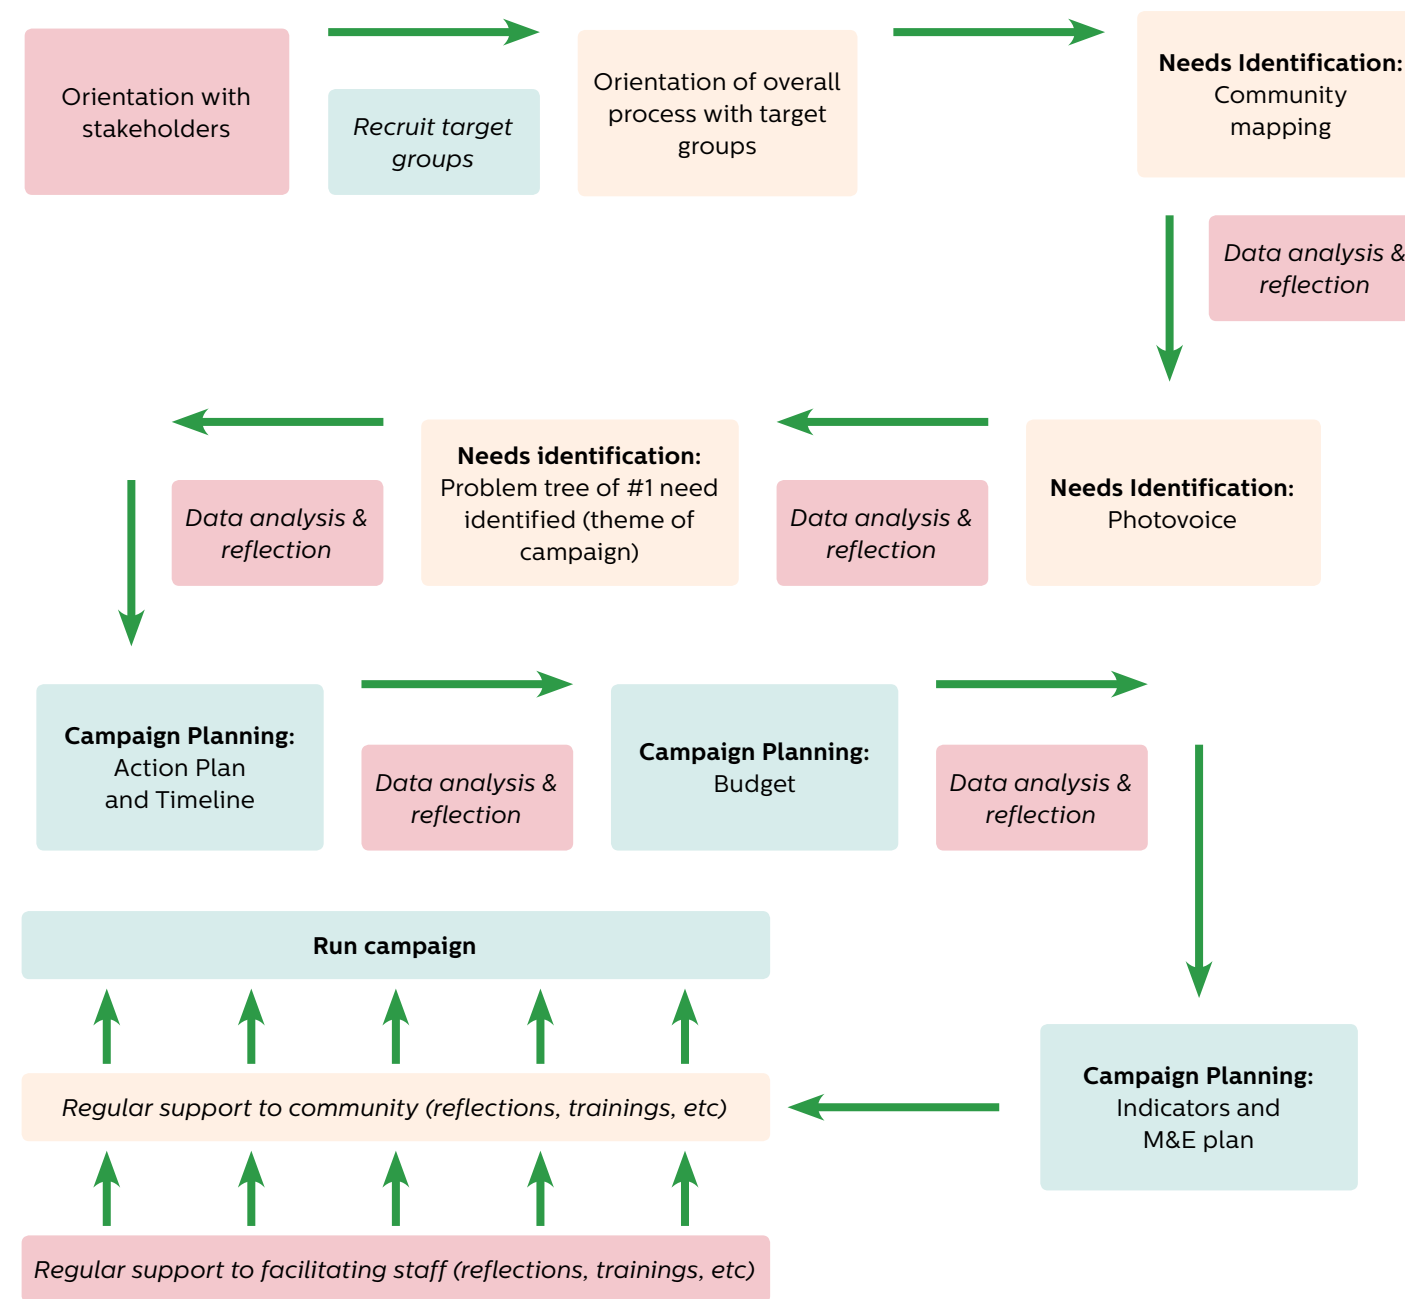 Orientation with
stakeholders
Recruit target
groups
Orientation of overall
process with target
groups
Needs Identification:
Community
mapping
Data analysis &
reflection
Needs Identification:
Photovoice
Data analysis &
reflection
Needs identification:
Problem tree of #1 need
identified (theme of
campaign)
Data analysis &
reflection
Campaign Planning:
Action Plan
and Timeline
Data analysis &
reflection
Campaign Planning:
Budget
Data analysis &
reflection
Campaign Planning:
Indicators and
M&E plan
Run campaign
Regular support to community (reflections, trainings, etc)
Regular support to facilitating staff (reflections, trainings, etc)